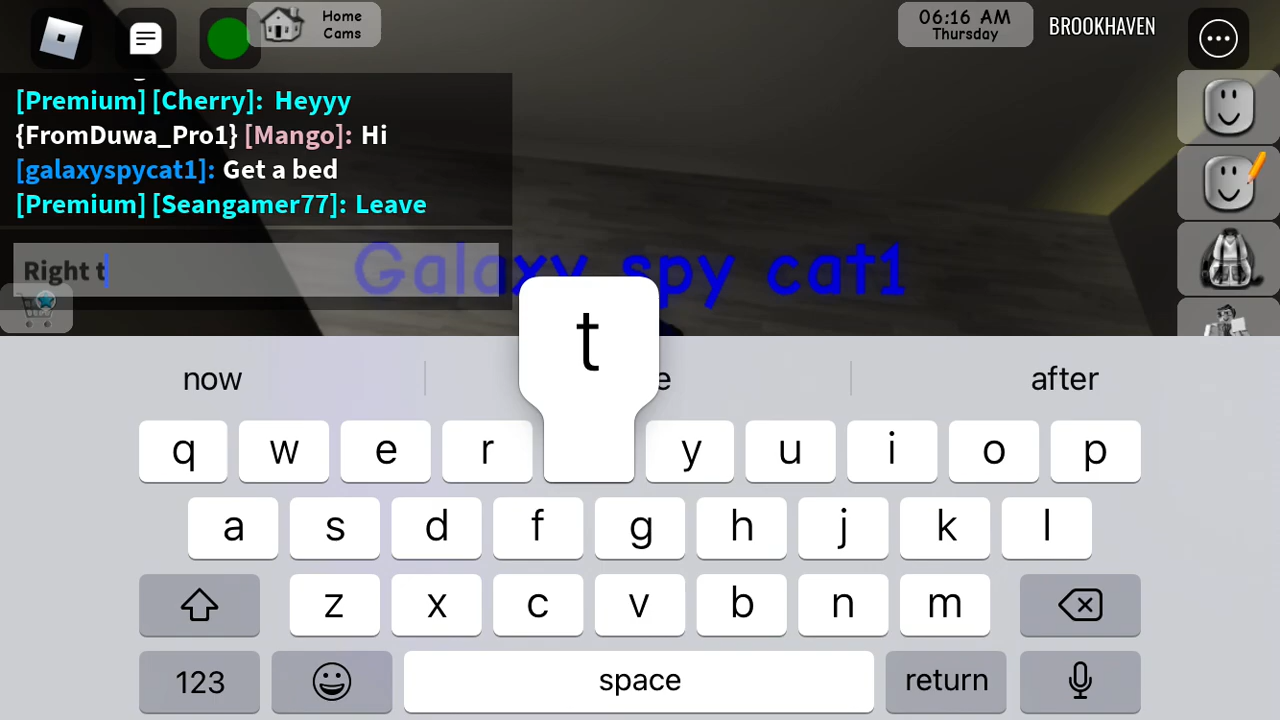 Home
Cams
06:16 AM
Thursday
BROOKHAVEN
[Premium] [Cherry]: Heyyy
{FromDuwa_Pro1} [Mango]: Hi
[galaxyspycat1]: Get a bed
[Premium] [Seangamer77]: Leave
Right t
Galaxy spy cat1
t
now
after
q w e r y u i o p
a s d f g h j k l
z x c v b n m
123 space return